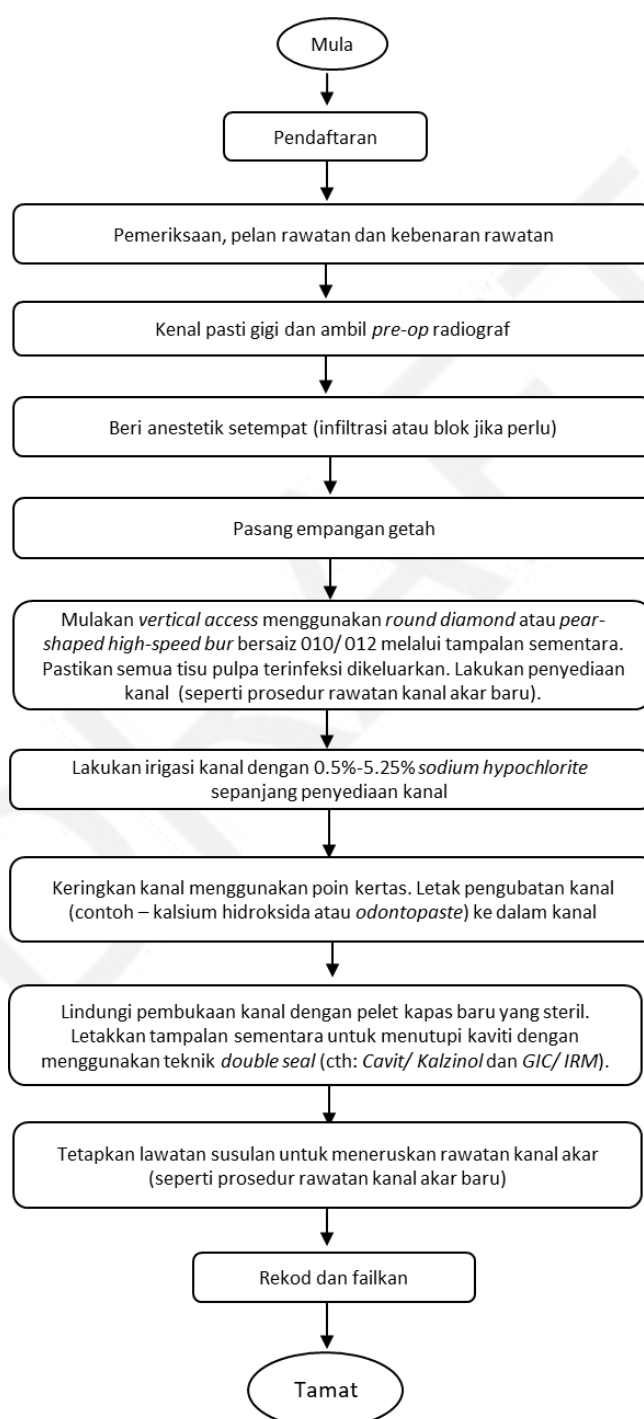 Mula
Pendaftaran
Pemeriksaan, pelan rawatan dan kebenaran rawatan
Kenal pasti gigi dan ambil pre-op radiograf
Beri anestetik setempat (infiltrasi atau blok jika perlu)
Pasang empangan getah
Mulakan vertical access menggunakan round diamond atau pear-
shaped high-speed bur bersaiz 010/ 012 melalui tampalan sementara.
Pastikan semua tisu pulpa terinfeksi dikeluarkan. Lakukan penyediaan
kanal  (seperti prosedur rawatan kanal akar baru).
Lakukan irigasi kanal dengan 0.5%-5.25% sodium hypochlorite
sepanjang penyediaan kanal
Keringkan kanal menggunakan poin kertas. Letak pengubatan kanal
(contoh – kalsium hidroksida atau odontopaste) ke dalam kanal
Lindungi pembukaan kanal dengan pelet kapas baru yang steril.
Letakkan tampalan sementara untuk menutupi kaviti dengan
menggunakan teknik double seal (cth: Cavit/ Kalzinol dan GIC/ IRM).
Tetapkan lawatan susulan untuk meneruskan rawatan kanal akar
(seperti prosedur rawatan kanal akar baru)
Rekod dan failkan
Tamat